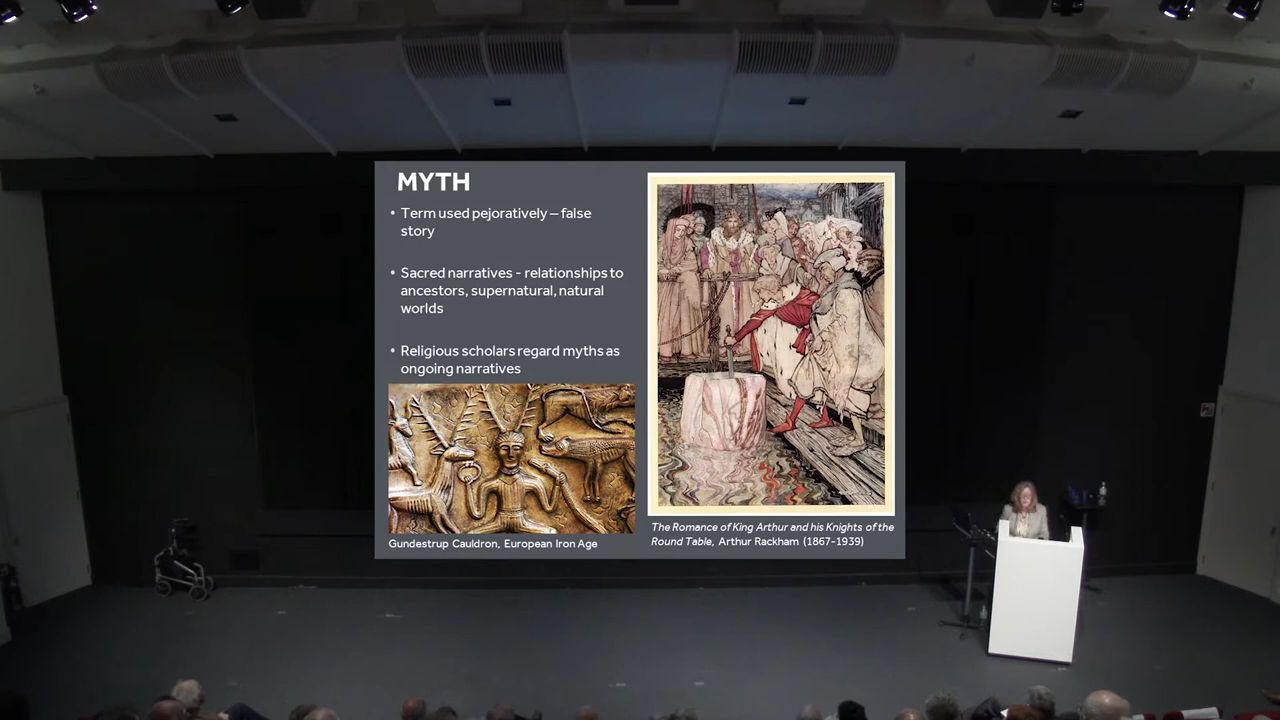 MYTH
• Term used pejoratively – false
story
• Sacred narratives - relationships to
ancestors, supernatural, natural
worlds
• Religious scholars regard myths as
ongoing narratives
Gundestrup Cauldron, European Iron Age
The Romance of King Arthur and his Knights of the
Round Table, Arthur Rackham (1867-1939)